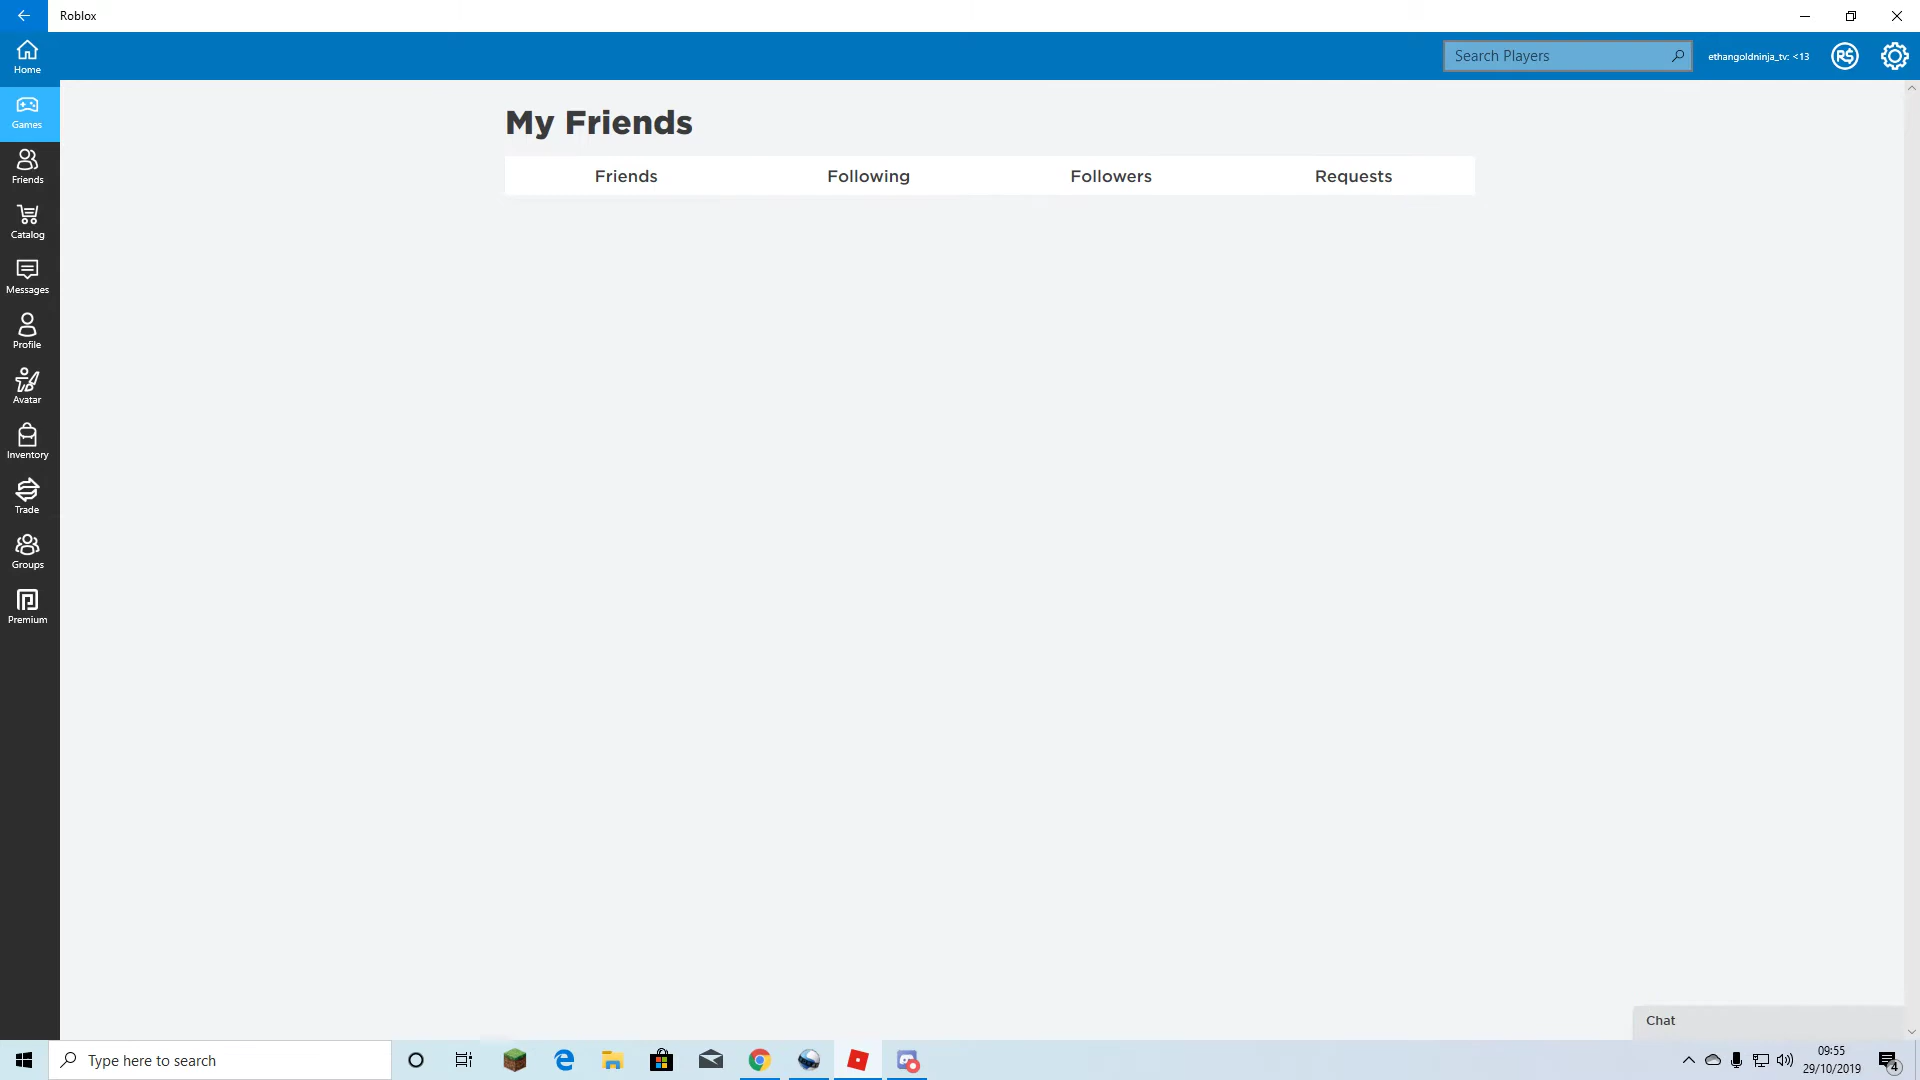 Roblox
Home
Search Players
ethangoldninja_tv: <13
R$
Games
Friends
Catalog
Messages
Profile
Avatar
Inventory
Trade
Groups
Premium
My Friends
Friends Following Followers Requests
Chat
Type here to search
09:55
29/10/2019
4